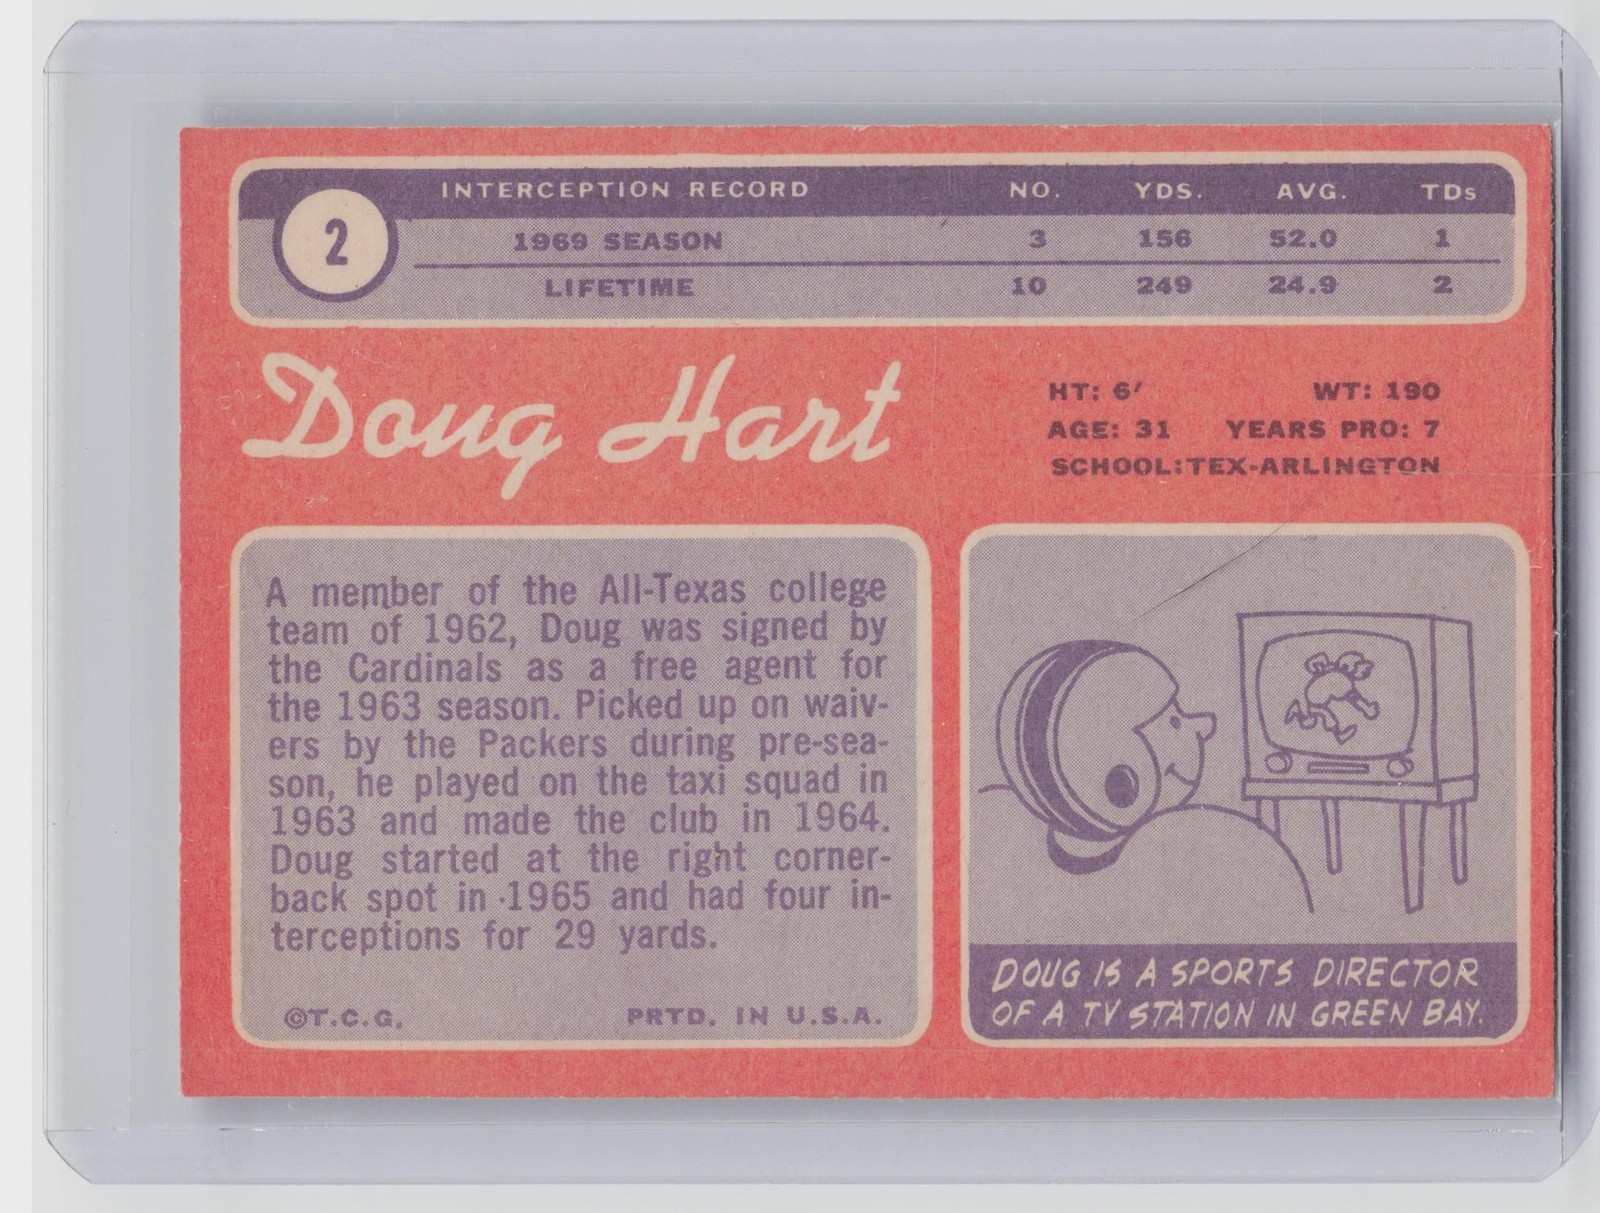 2
INTERCEPTION RECORD NO. YDS. AVG. TDs
1969 SEASON 3 156 52.0 1
LIFETIME 10 249 24.9 2
Doug Hart
HT: 6' WT: 190
AGE: 31 YEARS PRO: 7
SCHOOL:TEX-ARLINGTON
A member of the All-Texas college
team of 1962, Doug was signed by
the Cardinals as a free agent for
the 1963 season. Picked up on waiv-
ers by the Packers during pre-sea-
son, he played on the taxi squad in
1963 and made the club in 1964.
Doug started at the right corner-
back spot in 1965 and had four in-
terceptions for 29 yards.
©T.C.G. PRTD. IN U.S.A.
DOUG IS A SPORTS DIRECTOR
OF A TV STATION IN GREEN BAY.